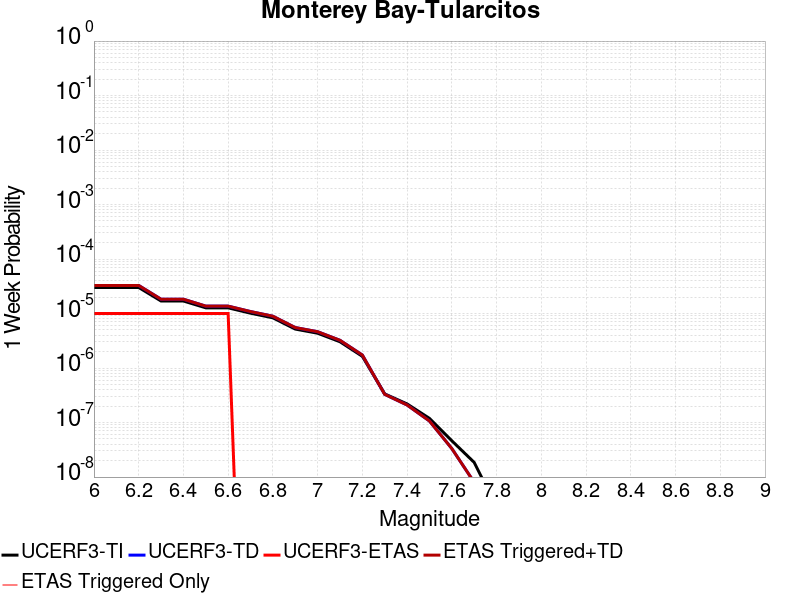 Monterey Bay-Tularcitos
10^0
10^-1
10^-2
10^-3
10^-4
10^-5
10^-6
10^-7
10^-8
1 Week Probability
6 6.2 6.4 6.6 6.8 7 7.2 7.4 7.6 7.8 8 8.2 8.4 8.6 8.8 9
Magnitude
UCERF3-TI UCERF3-TD UCERF3-ETAS ETAS Triggered+TD
ETAS Triggered Only